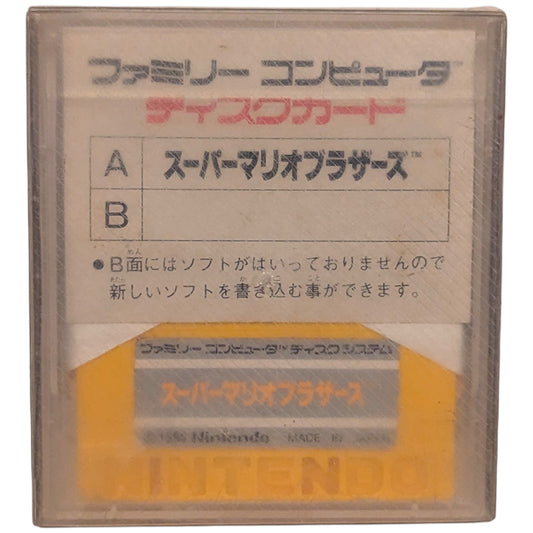 ファミリー コンピュータ™
ディスクカード
A スーパーマリオブラザーズ™
B
●B面にはソフトがはいっておりませんので
新しいソフトを書き込む事ができます。
ファミリー コンピュータ™ ディスク システム
スーパーマリオブラザーズ
©1986 Nintendo MADE IN JAPAN
NINTENDO